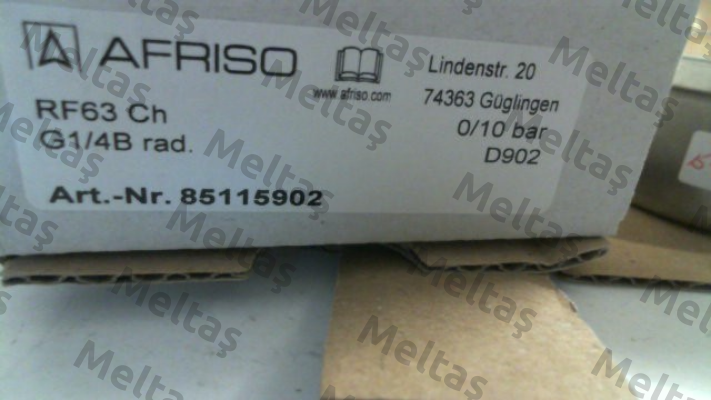 AFRISO
www.afriso.com
Lindenstr. 20
74363 Güglingen
RF63 Ch
0/10 bar
G1/4B rad.
D902
Art.-Nr. 85115902
Meltaş